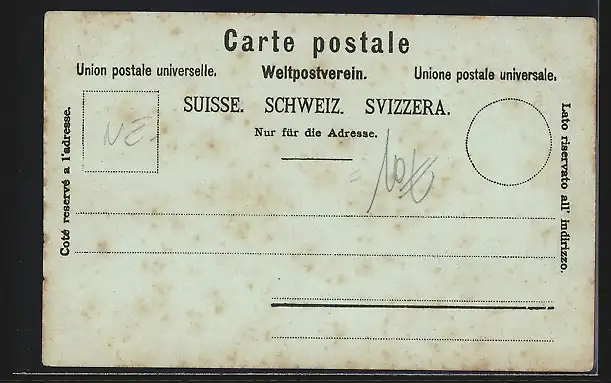 Carte postale
Union postale universelle. Weltpostverein. Unione postale universale.
SUISSE. SCHWEIZ. SVIZZERA.
Nur für die Adresse.
Coté reservé a l'adresse.
Lato riservato all' indirizzo.
NE